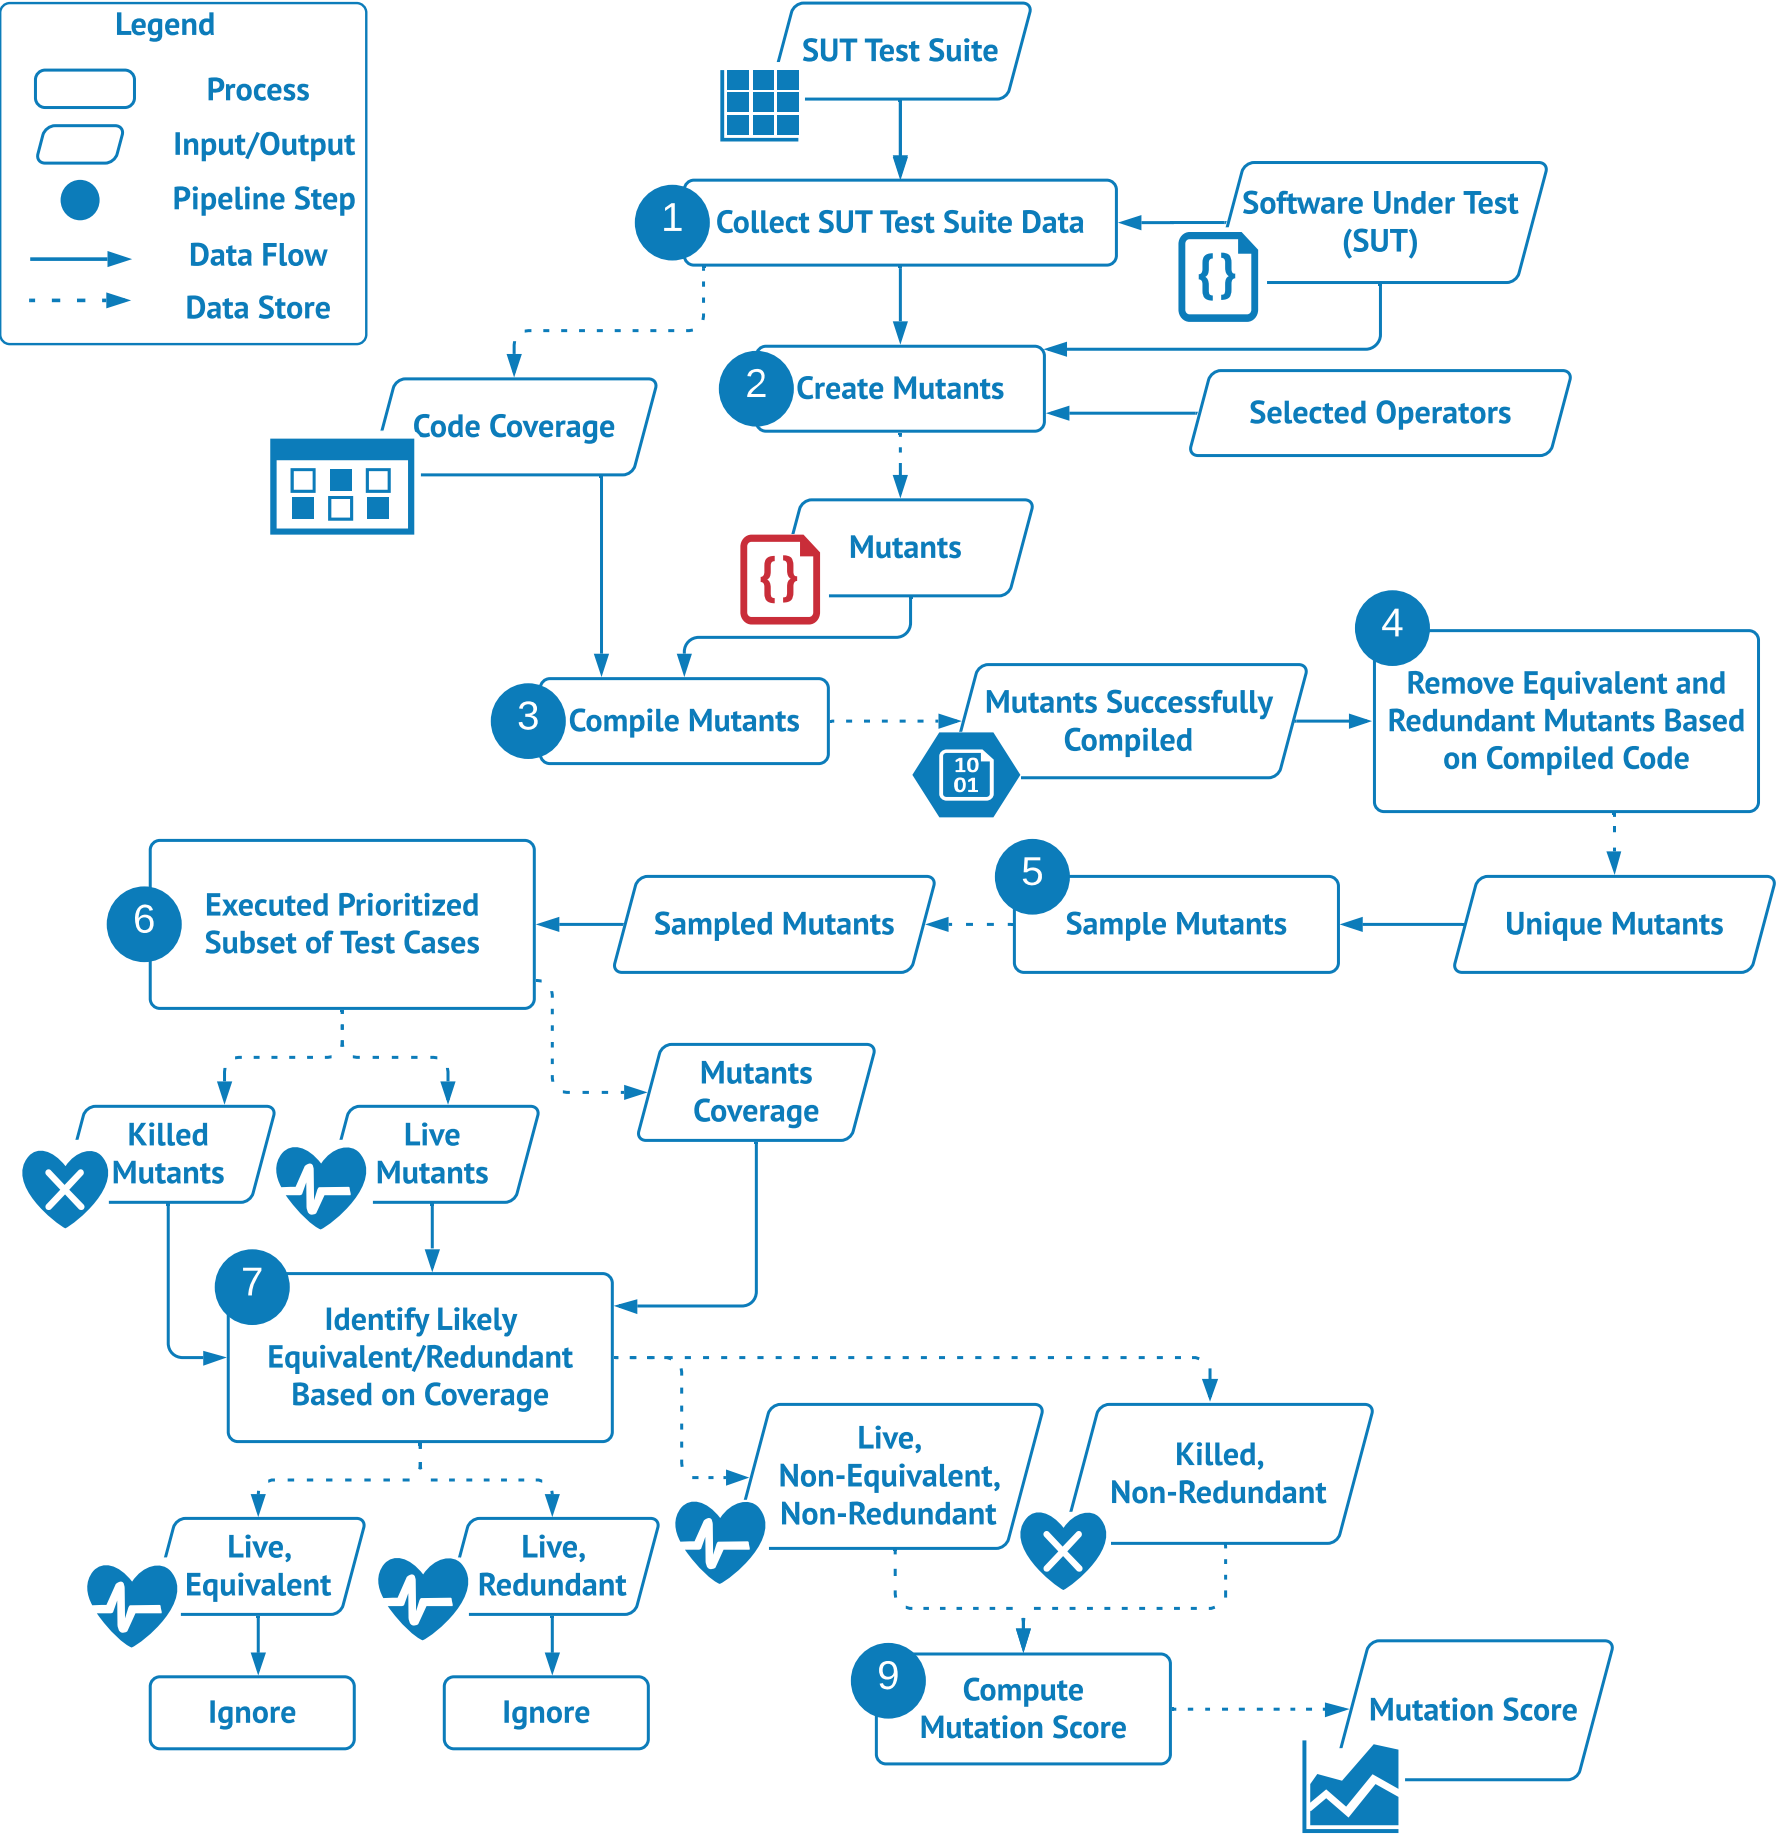 Legend
Process
Input/Output
Pipeline Step
Data Flow
Data Store
SUT Test Suite
1
Collect SUT Test Suite Data
Software Under Test
(SUT)
{}
2
Create Mutants
Selected Operators
Code Coverage
Mutants
{}
3
Compile Mutants
Mutants Successfully
Compiled
10
01
4
Remove Equivalent and
Redundant Mutants Based
on Compiled Code
6
Executed Prioritized
Subset of Test Cases
Sampled Mutants
5
Sample Mutants
Unique Mutants
Killed
Mutants
Live
Mutants
Mutants
Coverage
7
Identify Likely
Equivalent/Redundant
Based on Coverage
Live,
Non-Equivalent,
Non-Redundant
Killed,
Non-Redundant
Live,
Equivalent
Live,
Redundant
Ignore
Ignore
9
Compute
Mutation Score
Mutation Score